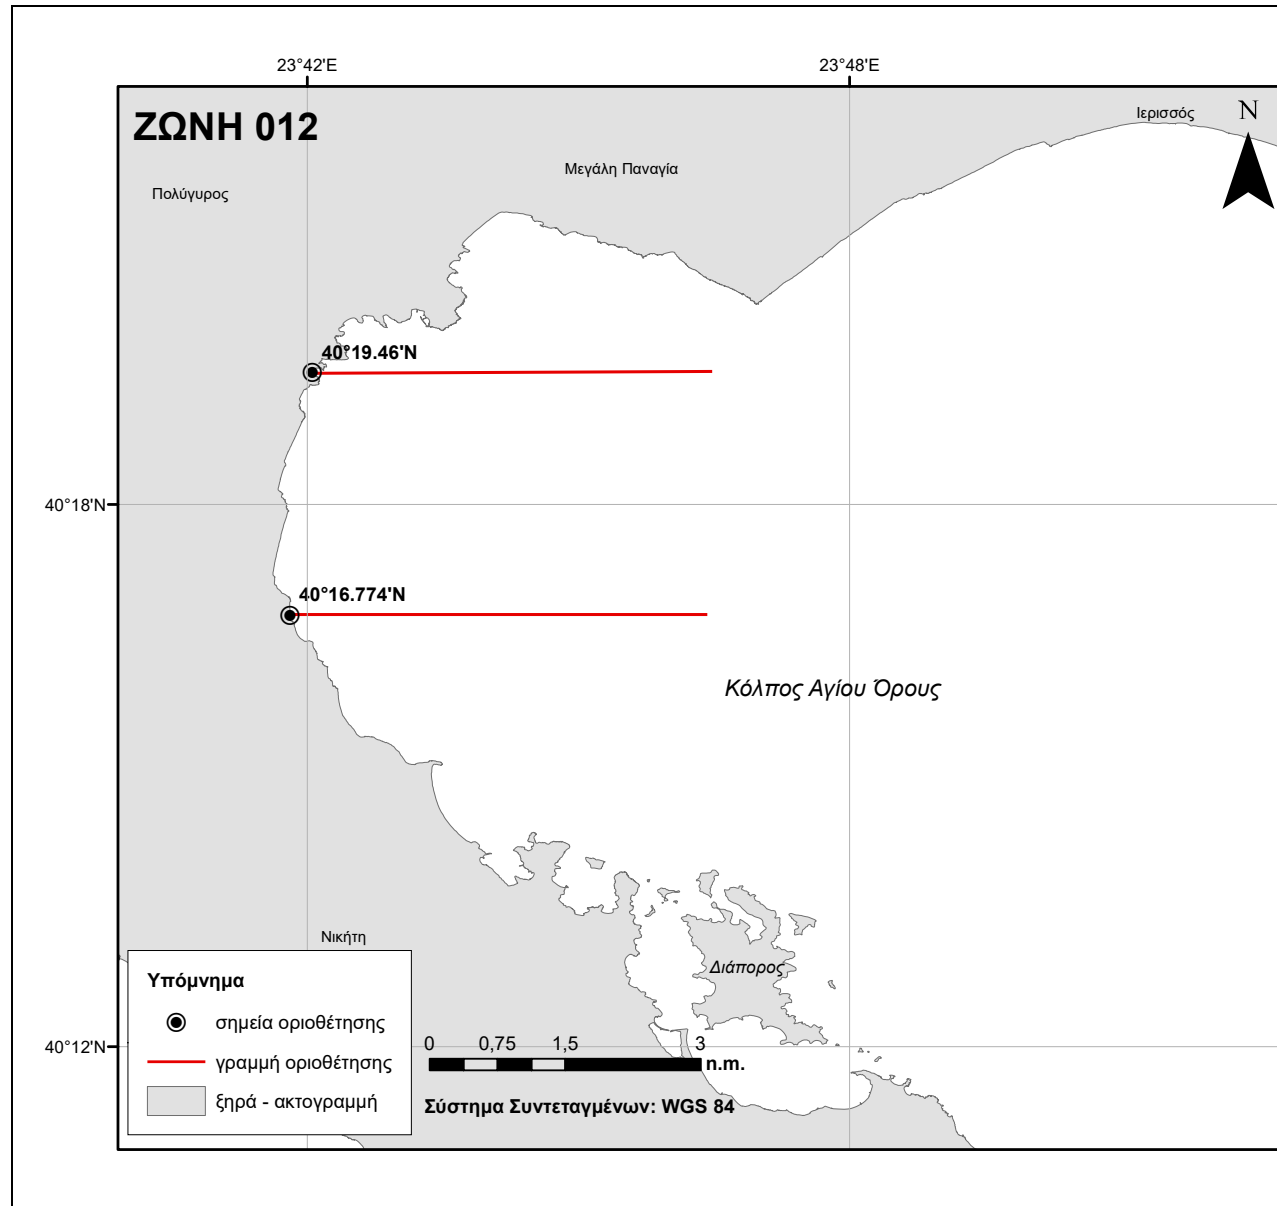 23°42'E
23°48'E
ΖΩΝΗ 012
Ιερισσός
N
Μεγάλη Παναγία
Πολύγυρος
40°19.46'N
40°18'N
40°16.774'N
Κόλπος Αγίου Όρους
Νικήτη
Διάπορος
Υπόμνημα
σημεία οριοθέτησης
γραμμή οριοθέτησης
ξηρά - ακτογραμμή
40°12'N
0 0,75 1,5 3
n.m.
Σύστημα Συντεταγμένων: WGS 84